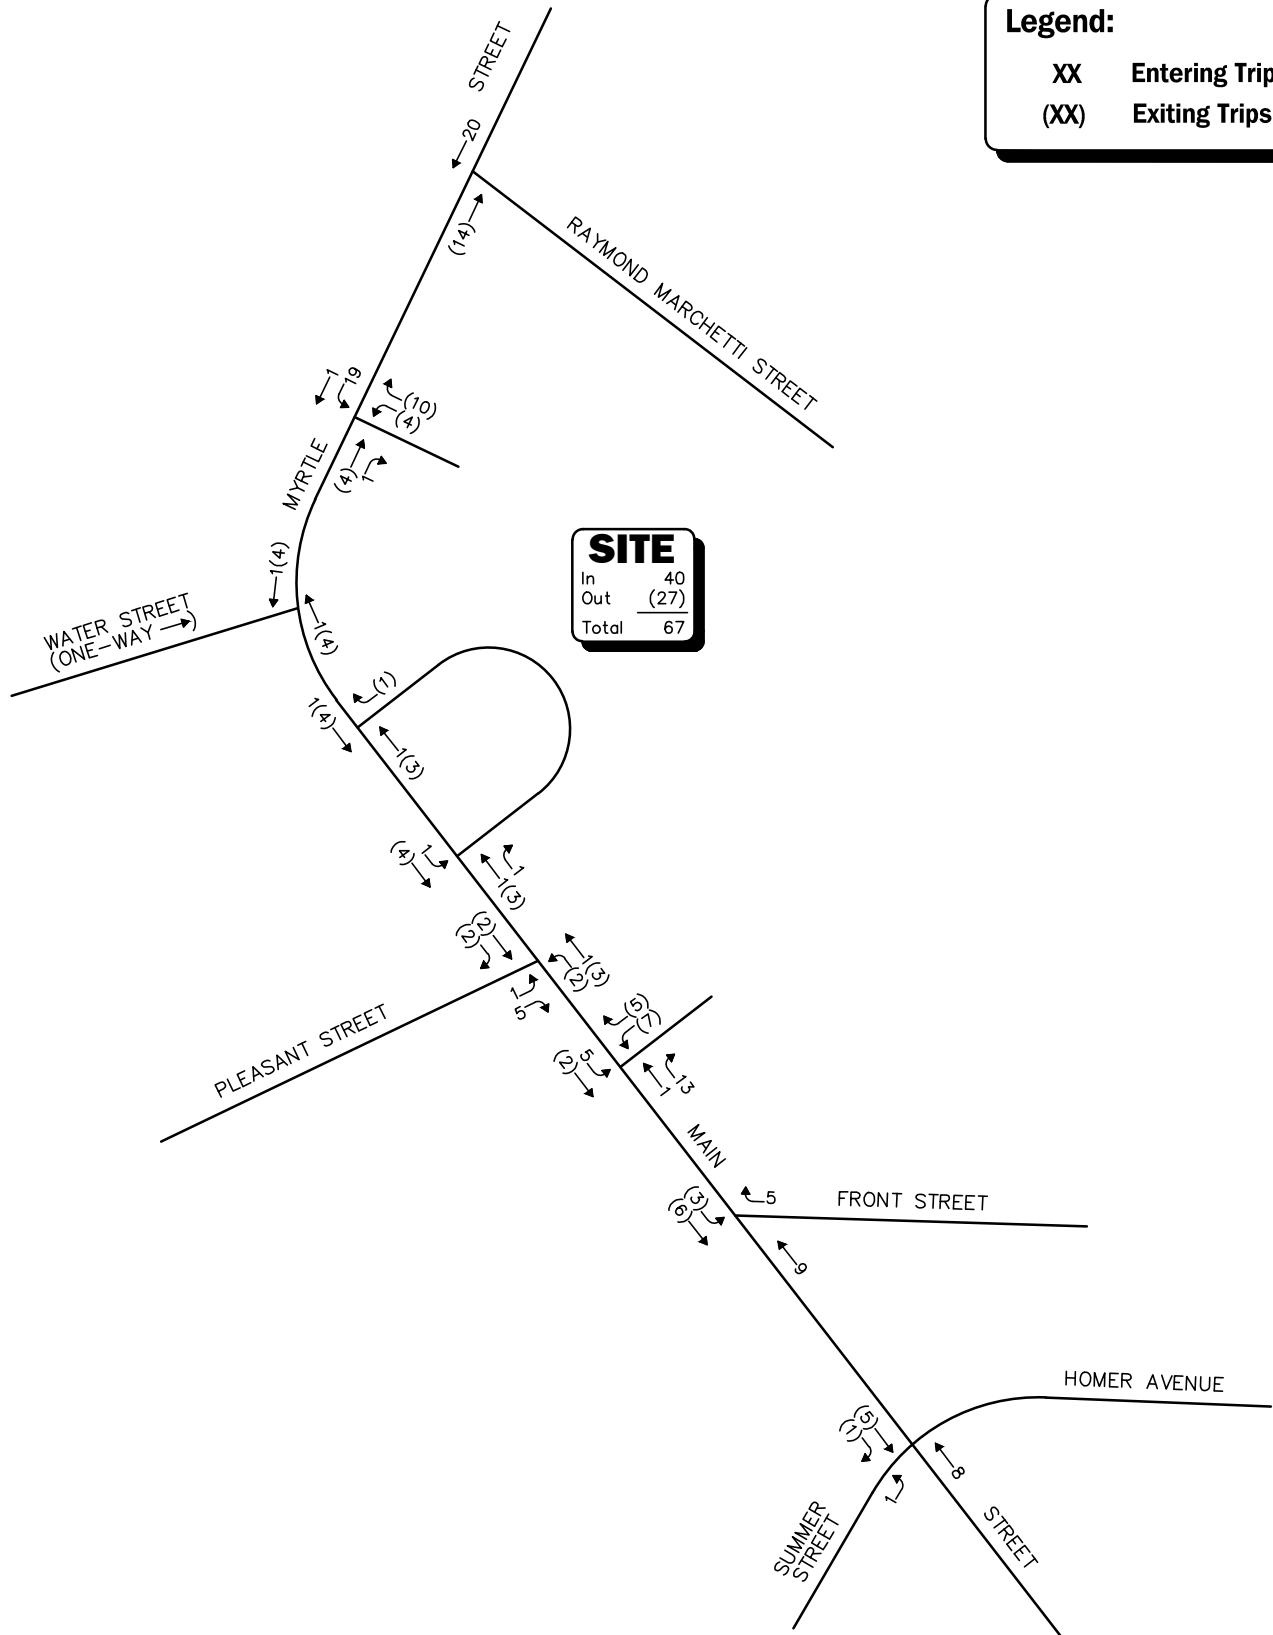 Legend:
XX Entering Trip
(XX) Exiting Trips
STREET
20
(14)
RAYMOND MARCHETTI STREET
1
19
(10)
(4)
MYRTLE
(4)
1
1(4)
SITE
In 40
Out (27)
Total 67
WATER STREET
(ONE-WAY →)
1(4)
(1)
1(4)
1(3)
(4)
1
1
1(3)
(2)
(2)
1(3)
(2)
1
5
(5)
(7)
PLEASANT STREET
(2)
5
13
1
MAIN
(3)
(6)
5
FRONT STREET
9
HOMER AVENUE
(5)
(1)
8
1
SUMMER
STREET
STREET